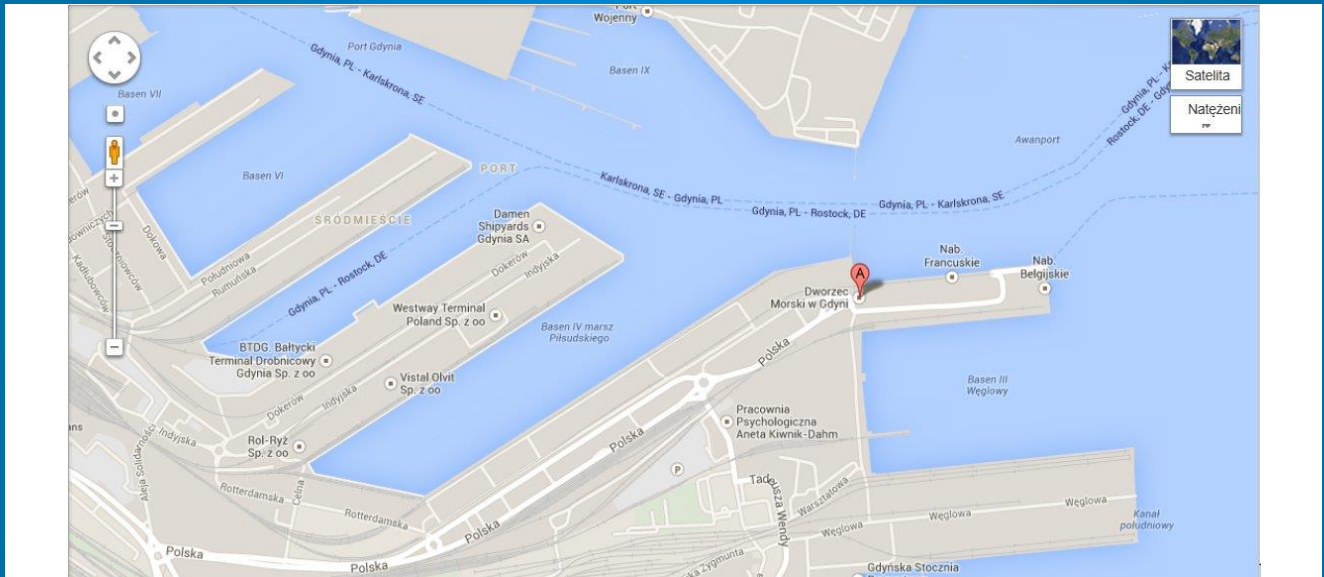 Port
Wojenny
Port Gdynia
Gdynia, PL - Karlskrona, SE
Basen IX
Satelita
Natężeni
Basen VII
Gdynia, PL - K
Rostock, DE - Gdy
Awanport
Basen VI
PORT
Karlskrona, SE - Gdynia, PL
Gdynia, PL - Rostock, DE
Gdynia, PL - Karlskrona, SE
ŚRÓDMIEŚCIE
Damen
Shipyards
Gdynia SA
Dokerów
Indyjska
Dokowa
Kadłubowców
Południowa
Rumuńska
Gdynia, PL - Rostock, DE
Nab.
Francuskie
Nab.
Belgijskie
A
Dworzec
Morski w Gdyni
Westway Terminal
Poland Sp. z oo
Basen IV marsz.
Piłsudskiego
BTDG. Bałtycki
Terminal Drobnicowy
Gdynia Sp. z oo
Vistal Olvit
Sp. z oo
Polska
Basen III
Węglowy
Dokerów
Indyjska
Indyjska
Rol-Ryż
Sp. z oo
Polska
Pracownia
Psychologiczna
Aneta Kiwnik-Dahm
Aleja Solidarności
Celna
P
Rotterdamska
Rotterdamska
Tadeusza Wendy
Warsztatowa
Węglowa
Węglowa
Węglowa
Kanał
południowy
Polska
Polska
Zygmunta
Gdyńska Stocznia